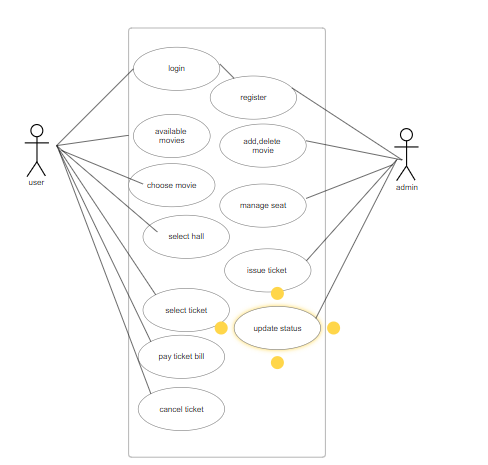 login
register
available
movies
add,delete
movie
user
admin
choose movie
manage seat
select hall
issue ticket
select ticket
update status
pay ticket bill
cancel ticket